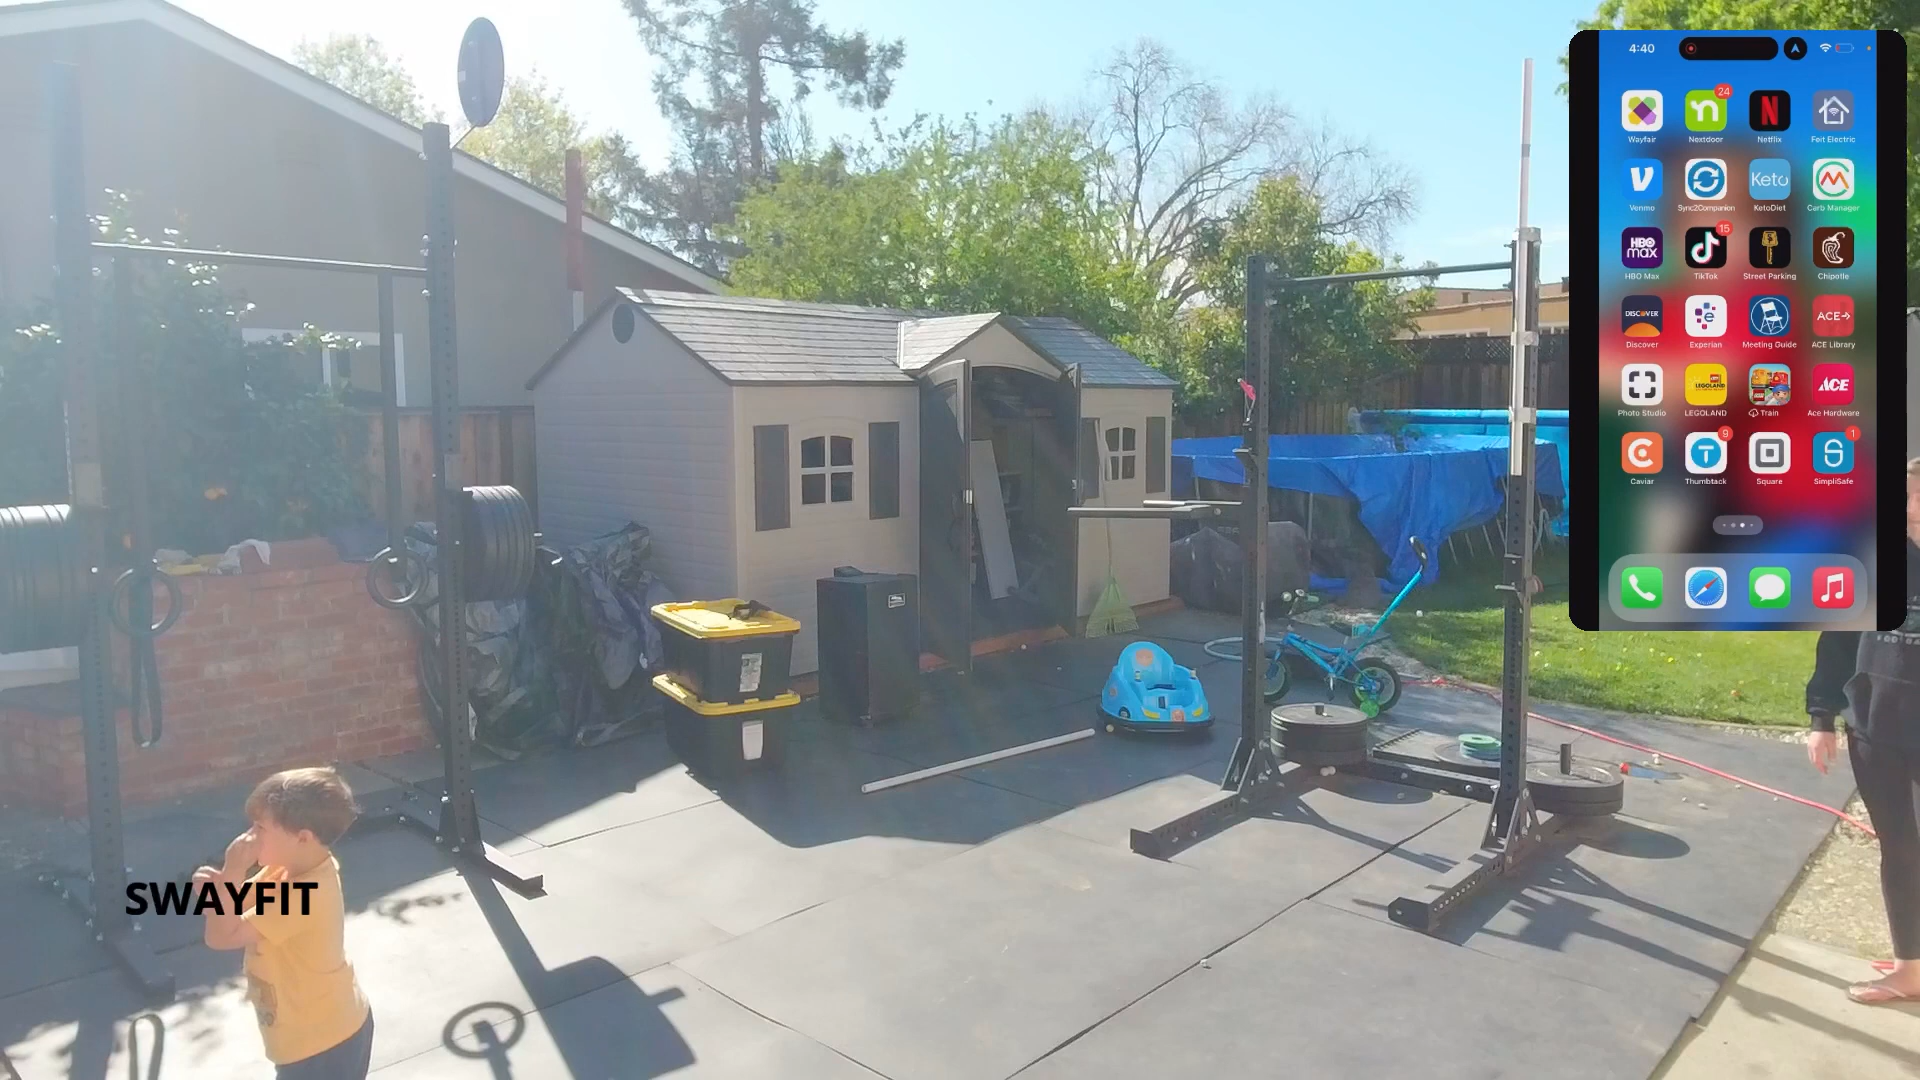 4:40
24
Wayfair
Nextdoor
Netflix
Feit Electric
Keto
Venmo
Sync2Companion
KetoDiet
Carb Manager
HBO
max
15
HBO Max
TikTok
Street Parking
Chipotle
DISCOVER
ACE
Discover
Experian
Meeting Guide
ACE Library
LEGOLAND
ACE
Photo Studio
LEGOLAND
Train
Ace Hardware
9
1
Caviar
Thumbtack
Square
SimpliSafe
SWAYFIT